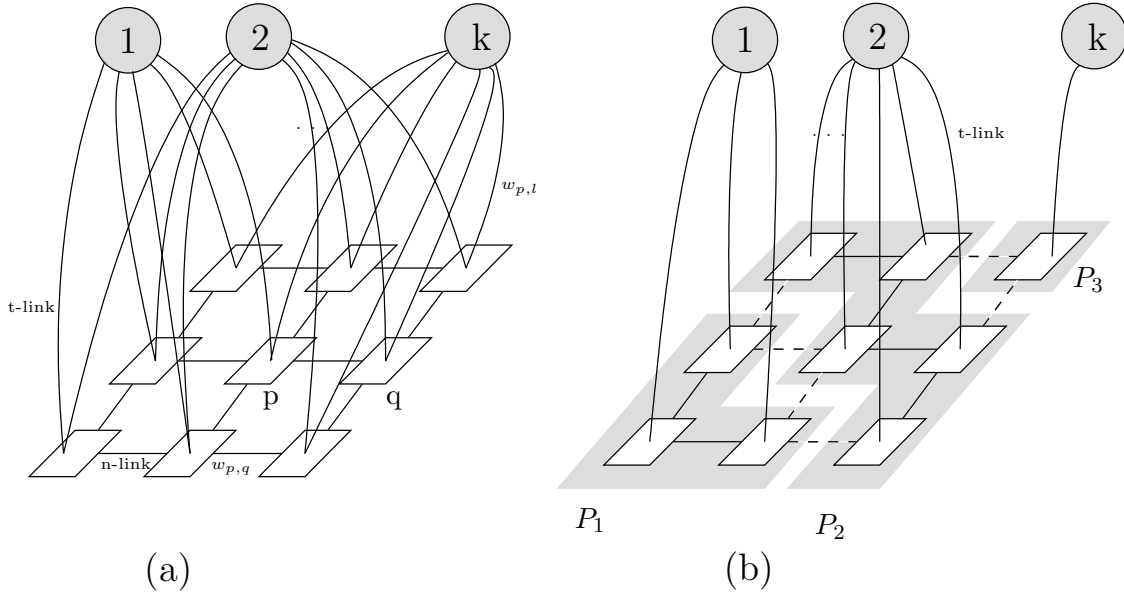 1 2 k
. . .
w_{p,l}
t-link
p q
n-link w_{p,q}
(a)
1 2 k
. . . .
t-link
P_3
P_1 P_2
(b)